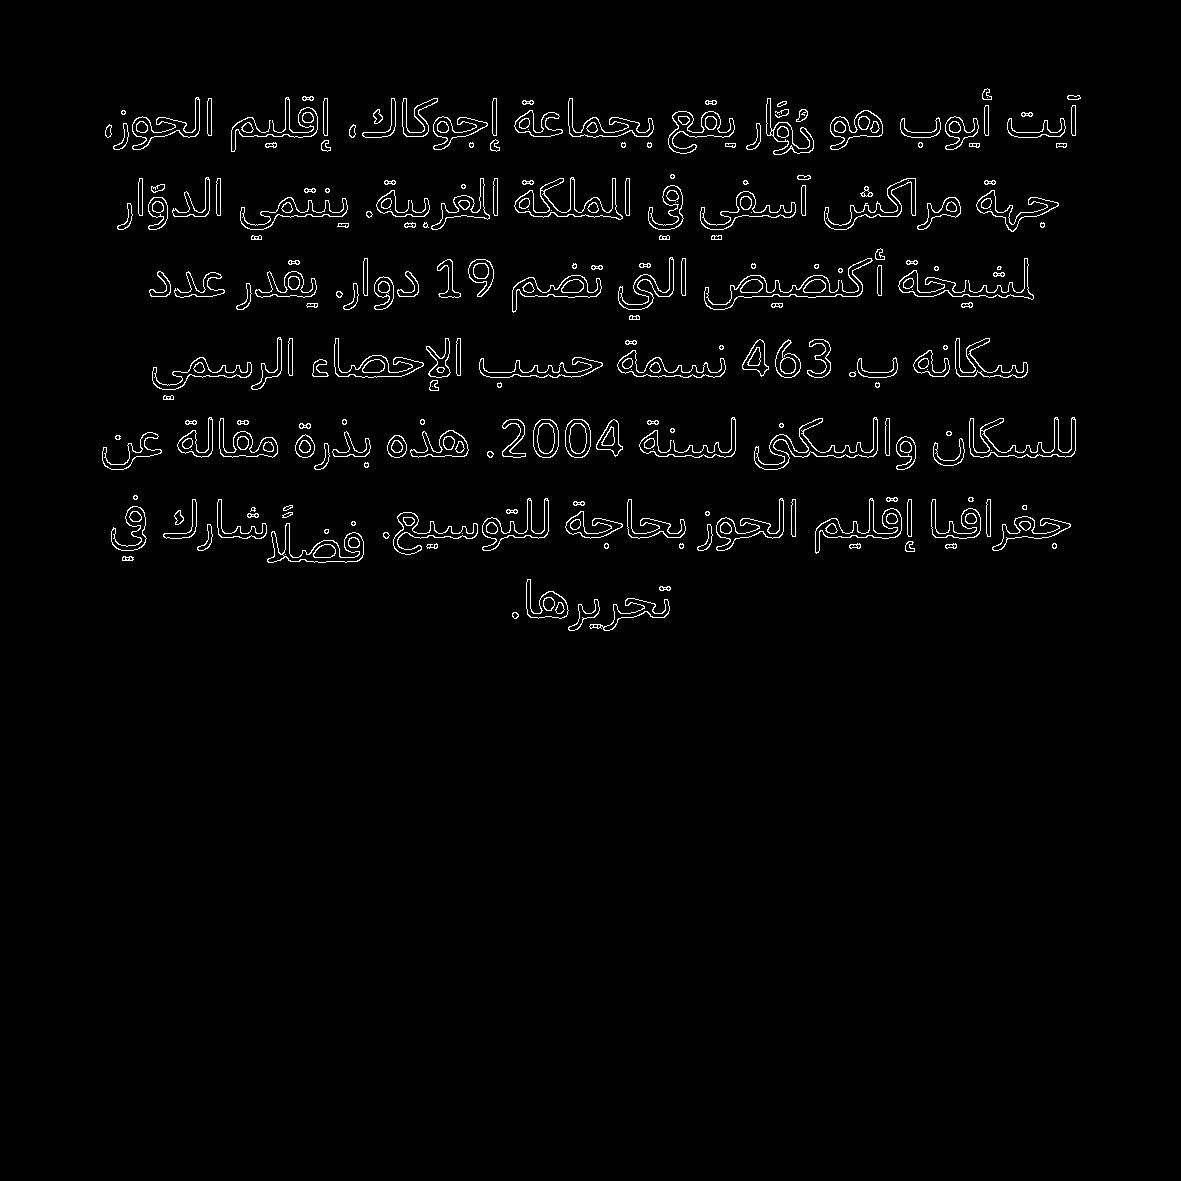 آيت أيوب هو دُوَّار يقع بجماعة إجوكاك، إقليم الحوز،
جهة مراكش آسفي في المملكة المغربية. ينتمي الدوّار
لمشيخة أكنضيض التي تضم 19 دوار. يقدر عدد
سكانه ب. 463 نسمة حسب الإحصاء الرسمي
للسكان والسكنى لسنة 2004. هذه بذرة مقالة عن
جغرافيا إقليم الحوز بحاجة للتوسيع. فضلًا شارك في
تحريرها.